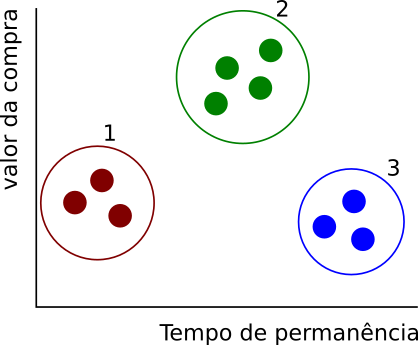 2
valor da compra
1
3
Tempo de permanência